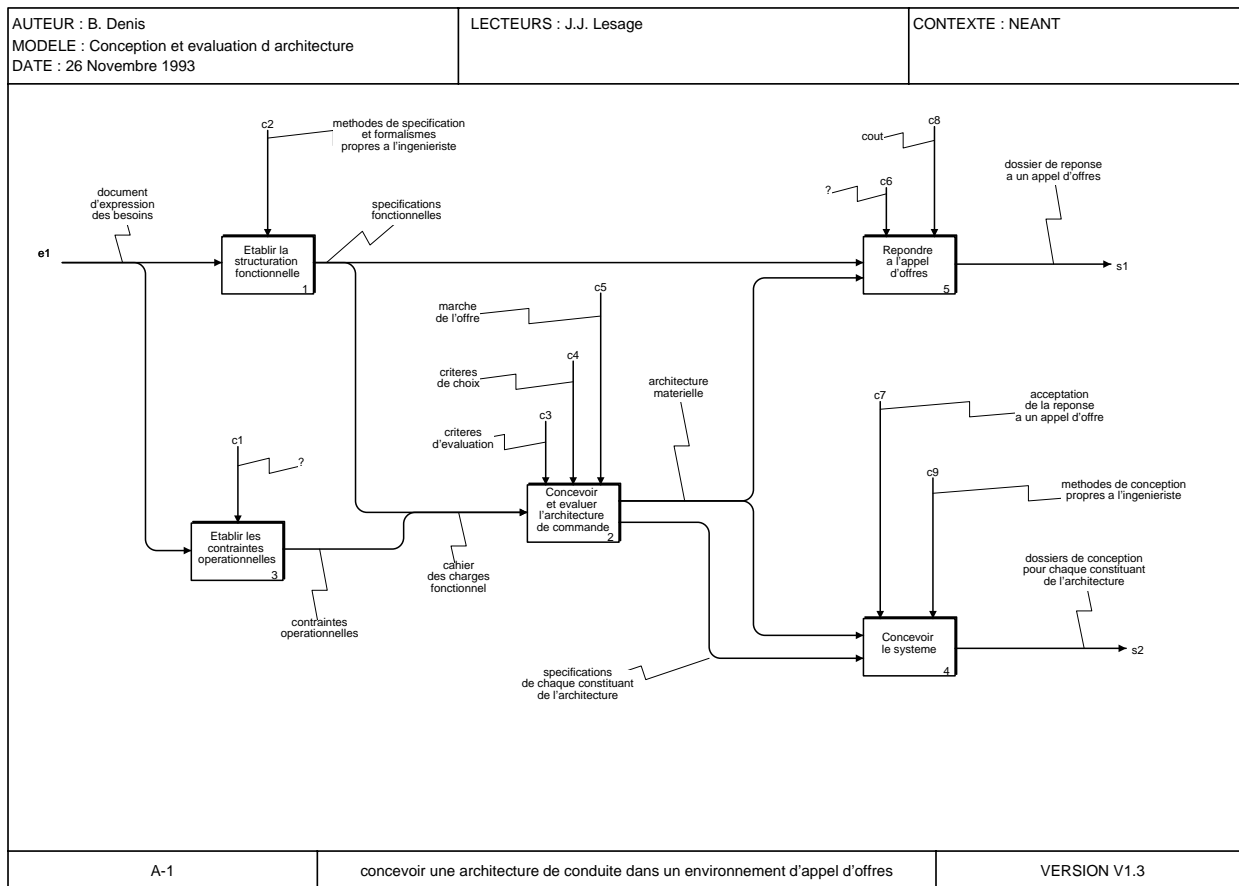 AUTEUR : B. Denis
MODELE : Conception et evaluation d architecture
DATE : 26 Novembre 1993
LECTEURS : J.J. Lesage
CONTEXTE : NEANT
c2
methodes de specification
et formalismes
propres a l'ingenieriste
c8
cout
c6
?
dossier de reponse
a un appel d'offres
document
d'expression
des besoins
specifications
fonctionnelles
e1
Etablir la
structuration
fonctionnelle
1
Repondre
a l'appel
d'offres
5
s1
c5
marche
de l'offre
c4
criteres
de choix
c3
criteres
d'evaluation
architecture
materielle
c7
acceptation
de la reponse
a un appel d'offre
c1
?
c9
methodes de conception
propres a l'ingenieriste
Concevoir
et evaluer
l'architecture
de commande
2
Etablir les
contraintes
operationnelles
3
cahier
des charges
fonctionnel
contraintes
operationnelles
dossiers de conception
pour chaque constituant
de l'architecture
Concevoir
le systeme
4
s2
specifications
de chaque constituant
de l'architecture
A-1
concevoir une architecture de conduite dans un environnement d'appel d'offres
VERSION V1.3